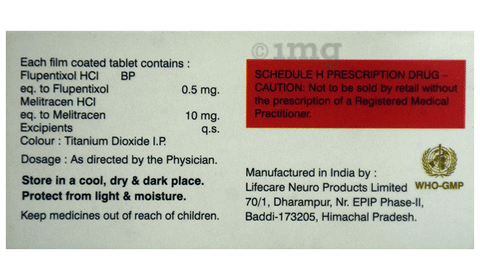 ©1mg
Each film coated tablet contains :
Flupentixol HCl BP
eq. to Flupentixol 0.5 mg.
Melitracen HCl
eq. to Melitracen 10 mg.
Excipients q.s.
Colour : Titanium Dioxide I.P.
Dosage : As directed by the Physician.
Store in a cool, dry & dark place.
Protect from light & moisture.
Keep medicines out of reach of children.
SCHEDULE H PRESCRIPTION DRUG –
CAUTION: Not to be sold by retail without
the prescription of a Registered Medical
Practitioner.
Manufactured in India by :
Lifecare Neuro Products Limited
70/1, Dharampur, Nr. EPIP Phase-II,
Baddi-173205, Himachal Pradesh.
WHO-GMP